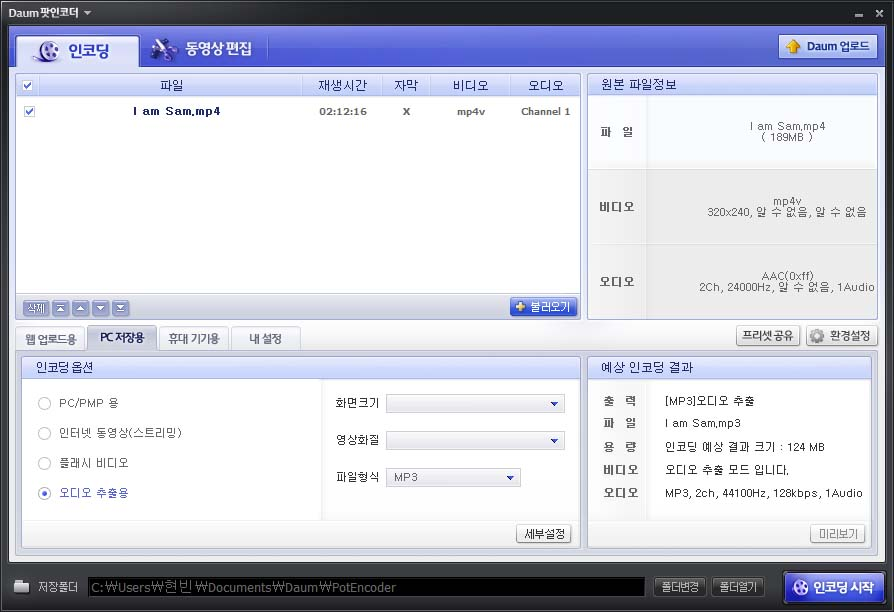 Daum 팟인코더
인코딩 동영상 편집 Daum 업로드
파일 재생시간 자막 비디오 오디오
I am Sam.mp4 02:12:16 X mp4v Channel 1
삭제 불러오기
원본 파일정보
파 일 I am Sam.mp4
( 189MB )
비디오 mp4v
320x240, 알 수 없음, 알 수 없음
오디오 AAC(0xff)
2Ch, 24000Hz, 알 수 없음, 1Audio
웹 업로드용 PC 저장용 휴대 기기용 내 설정 프리셋 공유 환경설정
인코딩 옵션
PC/PMP 용
인터넷 동영상(스트리밍)
플래시 비디오
오디오 추출용
화면크기
영상화질
파일형식 MP3
세부설정
예상 인코딩 결과
출 력 [MP3]오디오 추출
파 일 I am Sam.mp3
용 량 인코딩 예상 결과 크기 : 124 MB
비디오 오디오 추출 모드 입니다.
오디오 MP3, 2ch, 44100Hz, 128kbps, 1Audio
미리보기
저장폴더 C:₩Users₩현빈₩Documents₩Daum₩PotEncoder 폴더변경 폴더열기 인코딩 시작